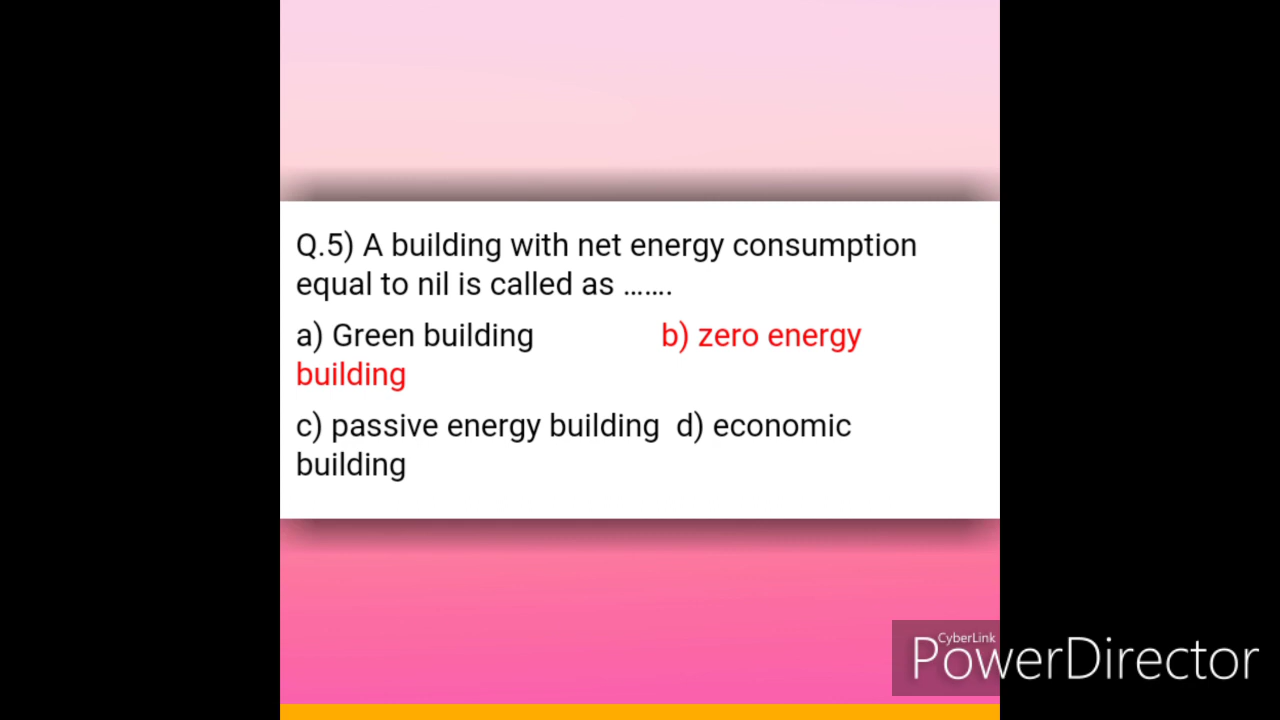 Q.5) A building with net energy consumption
equal to nil is called as .......
a) Green building b) zero energy
building
c) passive energy building d) economic
building
CyberLink
PowerDirector